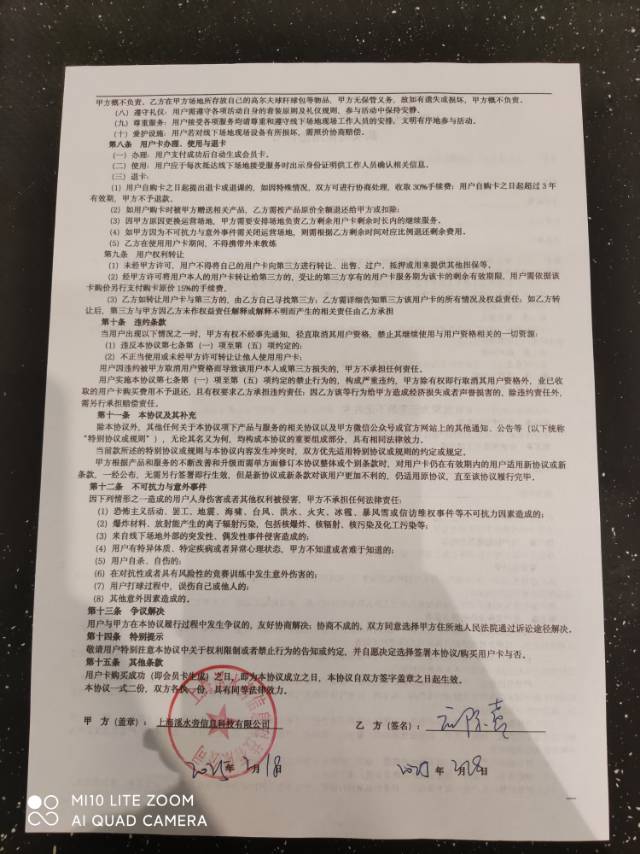 甲方概不负责。乙方在甲方场地所存放自己的高尔夫球杆球包等物品，甲方无保管义务，故如有遗失或损坏，甲方概不负责。
（八）遵守礼仪：用户需遵守各项活动自身的着装原则及礼仪规则，参与活动中保持安静。
（九）尊重服务：用户接受各项服务均请尊重和遵守线下场地现场工作人员的安排，文明有序地参与活动。
（十）爱护设施：用户若对线下场地现场设备有所损坏，需照价协商赔偿。
第八条 用户卡办理、使用与退卡
（一）办理：用户支付成功后自动生成会员卡。
（二）使用：用户应于每次抵达线下场地接受服务时出示身份证明供工作人员确认相关信息。
（三）退卡：
（1）用户自购卡之日起提出退卡或退课的，如因特殊情况，双方可进行协商处理，收取30%手续费；用户自购卡之日起超过3年
有效期，甲方不予退款。
（2）如用户购卡时被甲方赠送相关产品，乙方需按产品原价全额退还给甲方或扣除；
（3）因甲方原因更换运营场地，甲方需要安排场地负责乙方剩余用户卡剩余时长内的继续服务。
（4）如甲方因为不可抗力与意外事件需关闭运营场地，则需根据乙方剩余时间对应比例退还剩余费用。
（5）乙方在使用用户卡期间，不得携带外来教练
第九条 用户权利转让
（1）未经甲方许可，用户不得将自己的用户卡向第三方进行转让、出售、过户、抵押或用来提供其他担保等。
（2）经甲方许可将用户本人的用户卡转让给第三方的，受让的第三方享有的用户卡服务期为该卡的剩余有效期限，用户需依据该
卡购价另行支付购卡原价15%的手续费。
（3）乙方如转让用户卡与第三方的，由乙方自己寻找第三方；乙方需详细告知第三方该用户卡的所有情况及权益责任；如乙方转
让后，第三方与甲方因乙方未作权益责任解释或解释不明而产生的相关责任由乙方承担
第十条 违约条款
当用户出现以下情况之一时，甲方有权不经事先通知，径直取消其用户资格，禁止其继续使用与用户资格相关的一切资源：
（1）违反本协议第七条第（一）项至第（五）项约定的；
（2）不正当使用或未经甲方许可转让他人使用用户卡；
用户因违约被甲方取消用户资格而导致该用户本人或第三方损失的，甲方不承担任何责任。
用户实施本协议第七条第（一）项至第（五）项约定的禁止行为的，构成严重违约，甲方除有权即行取消其用户资格外，业已收
取的用户卡购买费用不予退还，且有权要求乙方承担违约责任；因乙方该等行为给甲方造成经济损失或者声誉损害的，除违约责任外，
需另行承担赔偿责任。
第十一条 本协议及其补充
除本协议外，其他任何关于本协议项下产品与服务的相关协议以及甲方微信公众号或官方网站上的其他通知、公告等（以下统称
“特别协议或规则”），无论其名义为何，均构成本协议的重要组成部分，具有相同法律效力。
当前款所述的特别协议或规则与本协议内容发生冲突时，双方优先适用特别协议或规则的约定或规定。
甲方根据产品和服务的不断改善和升级而需单方面修订本协议整体或个别条款时，对用户卡仍在有效期内的用户适用新协议或新
条款，一经公布，无需另行签署即行生效，但是新协议或新条款对该用户更加不利的，仍适用原协议，直至该协议履行完毕。
第十二条 不可抗力与意外事件
因下列情形之一造成的用户人身伤害或者其他权利被侵害，甲方不承担任何法律责任：
（1）恐怖主义活动、罢工、地震、海啸、台风、洪水、火灾、冰雹、暴风雪或信访维权事件等不可抗力因素造成的；
（2）爆炸材料、放射能产生的离子辐射污染，包括核爆炸、核辐射、核污染及化工污染等；
（3）来自线下场地外部的突发性、偶发性事件侵害造成的；
（4）用户有特异体质、特定疾病或者异常心理状态，甲方不知道或者难于知道的；
（5）用户自杀、自伤的；
（6）在对抗性或者具有风险性的竞赛训练中发生意外伤害的；
（7）用户打球过程中，误伤自己或他人的；
（8）其他意外因素造成的。
第十三条 争议解决
用户与甲方在本协议履行过程中发生争议的，友好协商解决；协商不成的，双方同意选择甲方住所地人民法院通过诉讼途径解决。
第十四条 特别提示
敬请用户特别注意本协议中关于权利限制或者禁止行为的告知或约定，并自愿决定选择签署本协议/购买用户卡与否。
第十五条 其他条款
用户卡购买成功（即会员卡生成）之日，即为本协议成立之日，本协议自双方签字盖章之日起生效。
本协议一式二份，双方各执一份，具有同等法律效力。
甲 方（盖章）：上海溪水旁信息科技有限公司 乙 方（签名）：
年 月 日 年 月 日
MI10 LITE ZOOM
AI QUAD CAMERA